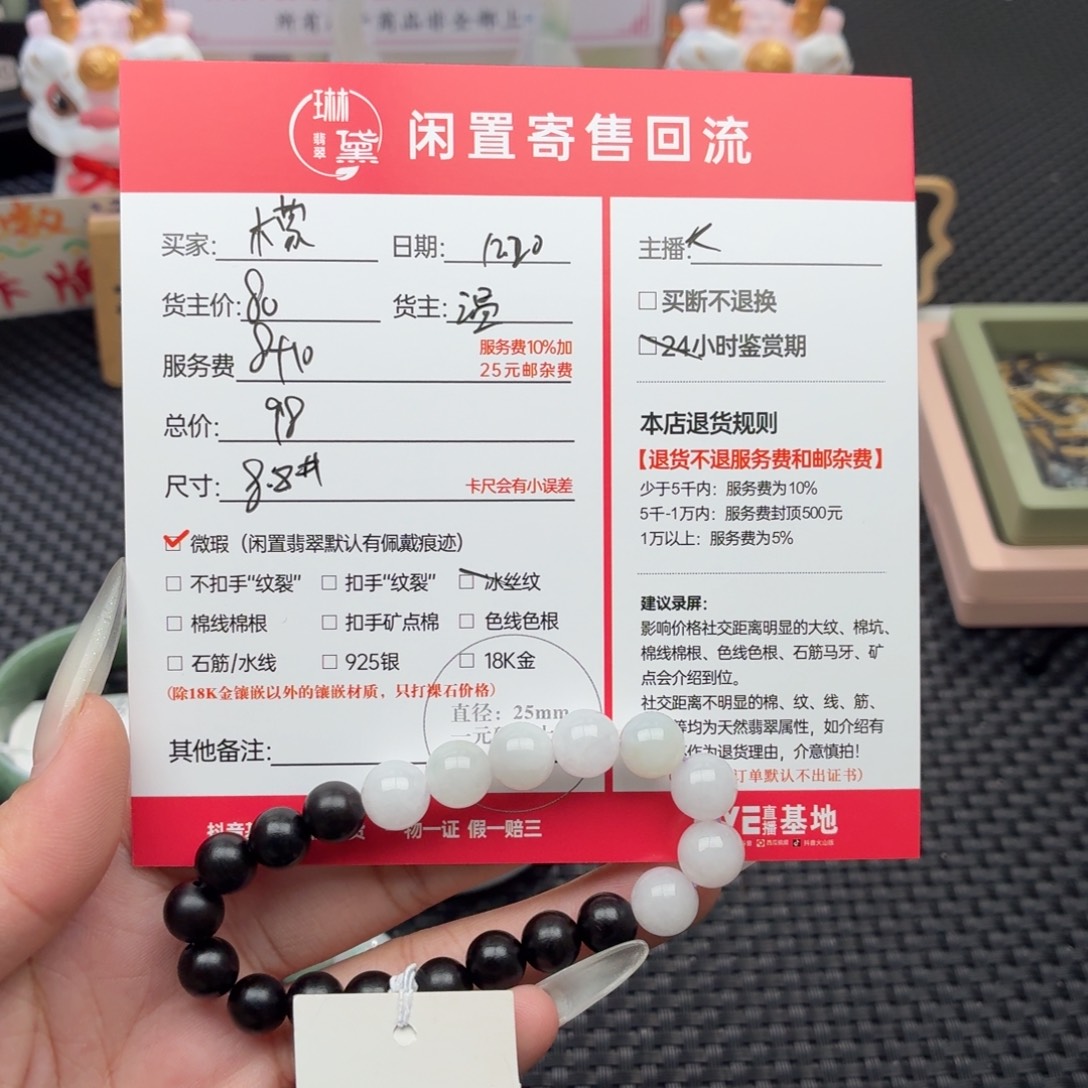 琳黛
翡翠
闲置寄售回流
买家: 檬
日期: 1220
货主价: 80
货主: 温
服务费 8+10
服务费10%加
25元邮杂费
总价: 98
尺寸: 8.8#
卡尺会有小误差
微瑕（闲置翡翠默认有佩戴痕迹）
不扣手“纹裂” 扣手“纹裂” 冰丝纹
棉线棉根 扣手矿点棉 色线色根
石筋/水线 925银 18K金
(除18K金镶嵌以外的镶嵌材质，只打裸石价格)
直径：25mm
一元
其他备注:
主播: K
买断不退换
24小时鉴赏期
本店退货规则
【退货不退服务费和邮杂费】
少于5千内：服务费为10%
5千-1万内：服务费封顶500元
1万以上：服务费为5%
建议录屏：
影响价格社交距离明显的大纹、棉坑、
棉线棉根、色线色根、石筋马牙、矿
点会介绍到位。
社交距离不明显的棉、纹、线、筋、
等均为天然翡翠属性，如介绍有
作为退货理由，介意慎拍！
订单默认不出证书)
抖音
物一证 假一赔三
直播
基地